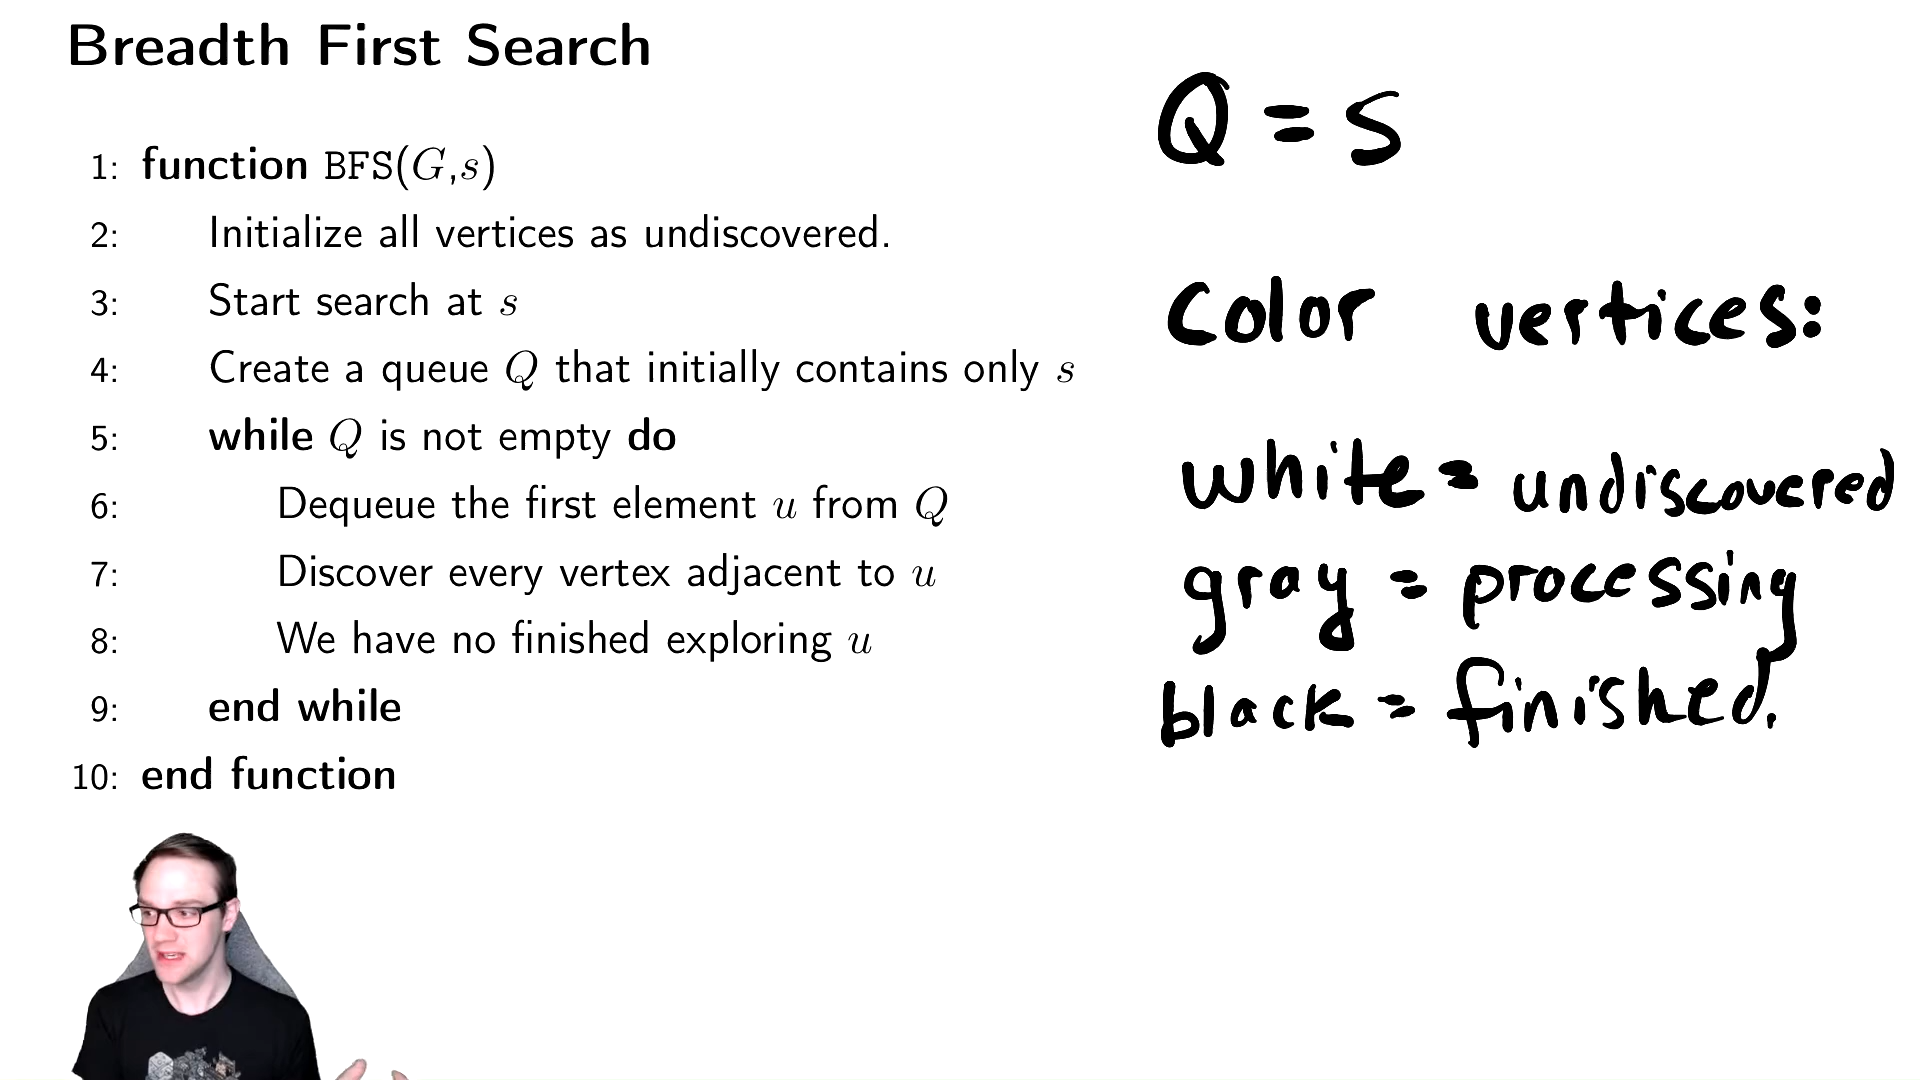 Breadth First Search
1: function BFS(G,s)
2: Initialize all vertices as undiscovered.
3: Start search at s
4: Create a queue Q that initially contains only s
5: while Q is not empty do
6: Dequeue the first element u from Q
7: Discover every vertex adjacent to u
8: We have no finished exploring u
9: end while
10: end function
Q = s
Color vertices:
white = undiscovered
gray = processing
black = finished.